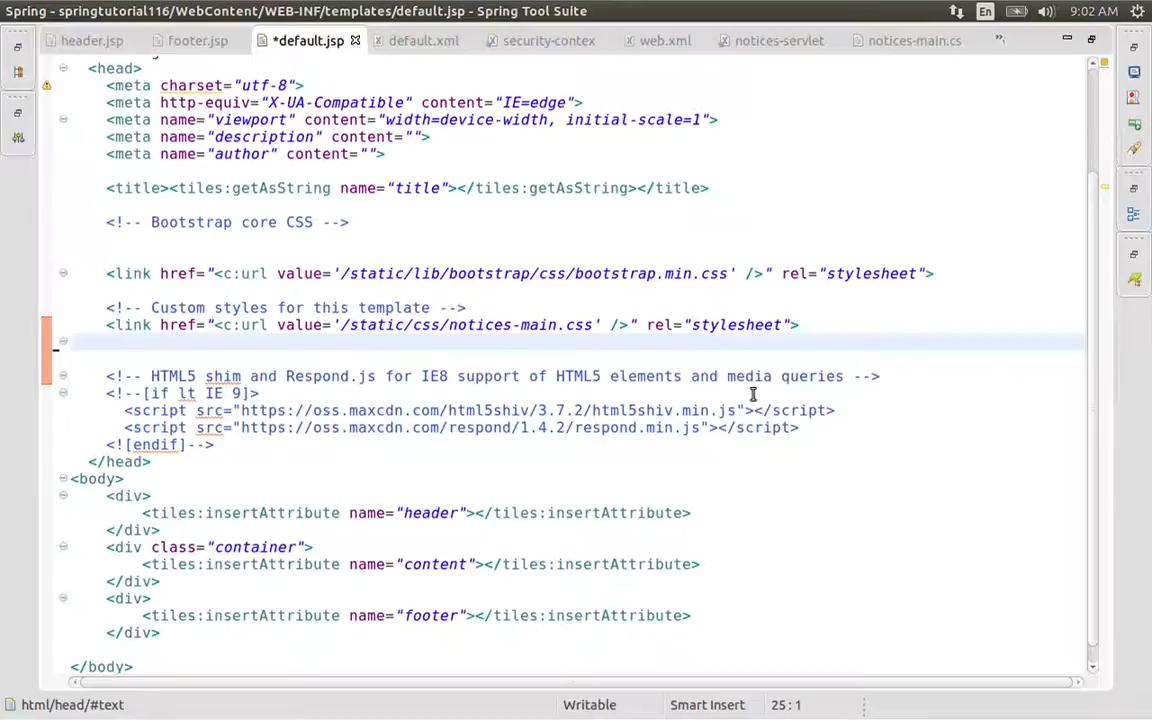 Spring - springtutorial116/WebContent/WEB-INF/templates/default.jsp - Spring Tool Suite
En
9:02 AM
header.jsp
footer.jsp
*default.jsp
default.xml
security-contex
web.xml
notices-servlet
notices-main.cs
<head>
<meta charset="utf-8">
<meta http-equiv="X-UA-Compatible" content="IE=edge">
<meta name="viewport" content="width=device-width, initial-scale=1">
<meta name="description" content="">
<meta name="author" content="">
<title><tiles:getAsString name="title"></tiles:getAsString></title>
<!-- Bootstrap core CSS -->
<link href="<c:url value='/static/lib/bootstrap/css/bootstrap.min.css' />" rel="stylesheet">
<!-- Custom styles for this template -->
<link href="<c:url value='/static/css/notices-main.css' />" rel="stylesheet">
<!-- HTML5 shim and Respond.js for IE8 support of HTML5 elements and media queries -->
<!--[if lt IE 9]>
<script src="https://oss.maxcdn.com/html5shiv/3.7.2/html5shiv.min.js"></script>
<script src="https://oss.maxcdn.com/respond/1.4.2/respond.min.js"></script>
<![endif]-->
</head>
<body>
<div>
<tiles:insertAttribute name="header"></tiles:insertAttribute>
</div>
<div class="container">
<tiles:insertAttribute name="content"></tiles:insertAttribute>
</div>
<div>
<tiles:insertAttribute name="footer"></tiles:insertAttribute>
</div>
</body>
html/head/#text
Writable
Smart Insert
25 : 1